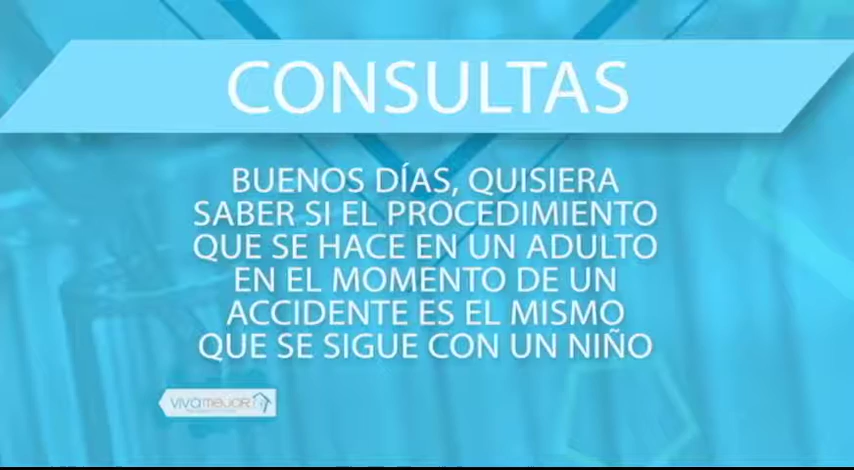 CONSULTAS
BUENOS DÍAS, QUISIERA
SABER SI EL PROCEDIMIENTO
QUE SE HACE EN UN ADULTO
EN EL MOMENTO DE UN
ACCIDENTE ES EL MISMO
QUE SE SIGUE CON UN NIÑO
vivamejor